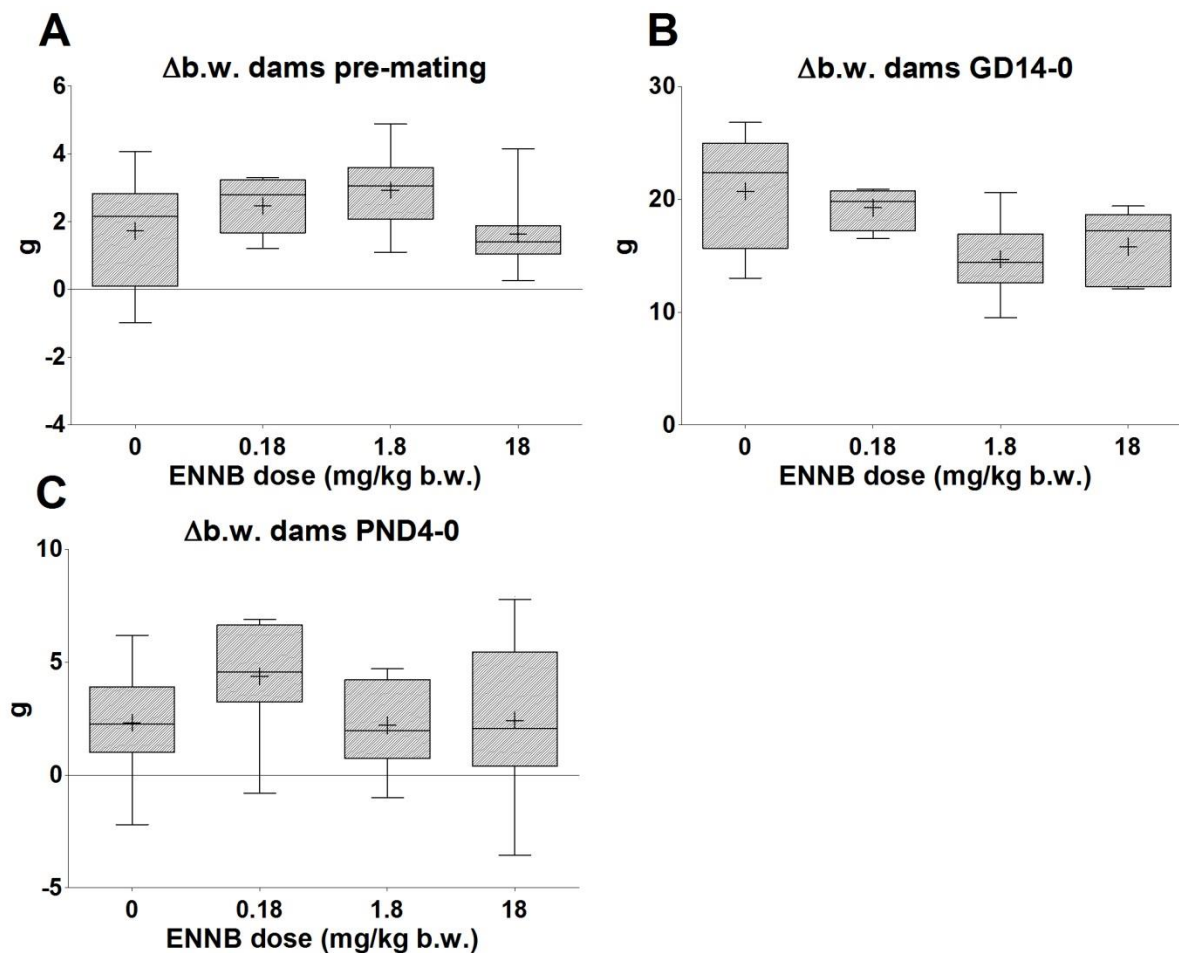 A
Δb.w. dams pre-mating
6
4
2
0
-2
-4
g
0 0.18 1.8 18
ENNB dose (mg/kg b.w.)
B
Δb.w. dams GD14-0
30
20
10
0
g
0 0.18 1.8 18
ENNB dose (mg/kg b.w.)
C
Δb.w. dams PND4-0
10
5
0
-5
g
0 0.18 1.8 18
ENNB dose (mg/kg b.w.)